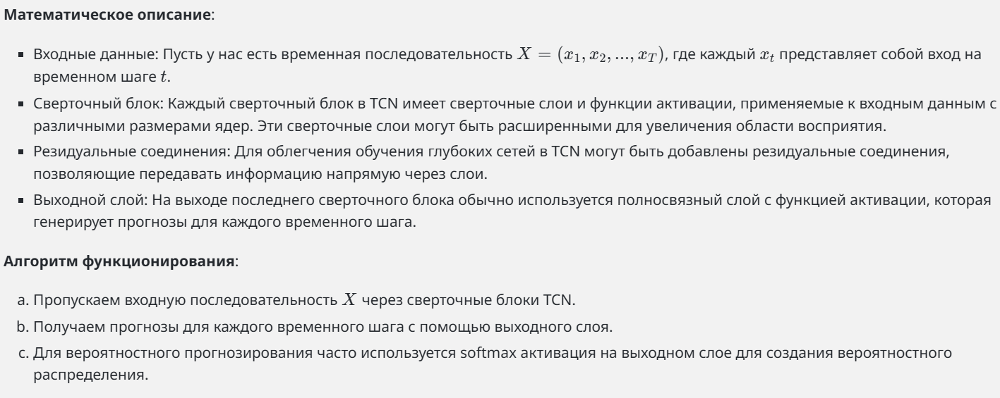 Математическое описание:
▪ Входные данные: Пусть у нас есть временная последовательность X = (x₁, x₂, ..., x_T), где каждый x_t представляет собой вход на
временном шаге t.
▪ Сверточный блок: Каждый сверточный блок в TCN имеет сверточные слои и функции активации, применяемые к входным данным с
различными размерами ядер. Эти сверточные слои могут быть расширенными для увеличения области восприятия.
▪ Резидуальные соединения: Для облегчения обучения глубоких сетей в TCN могут быть добавлены резидуальные соединения,
позволяющие передавать информацию напрямую через слои.
▪ Выходной слой: На выходе последнего сверточного блока обычно используется полносвязный слой с функцией активации, которая
генерирует прогнозы для каждого временного шага.
Алгоритм функционирования:
a. Пропускаем входную последовательность X через сверточные блоки TCN.
b. Получаем прогнозы для каждого временного шага с помощью выходного слоя.
c. Для вероятностного прогнозирования часто используется softmax активация на выходном слое для создания вероятностного
распределения.